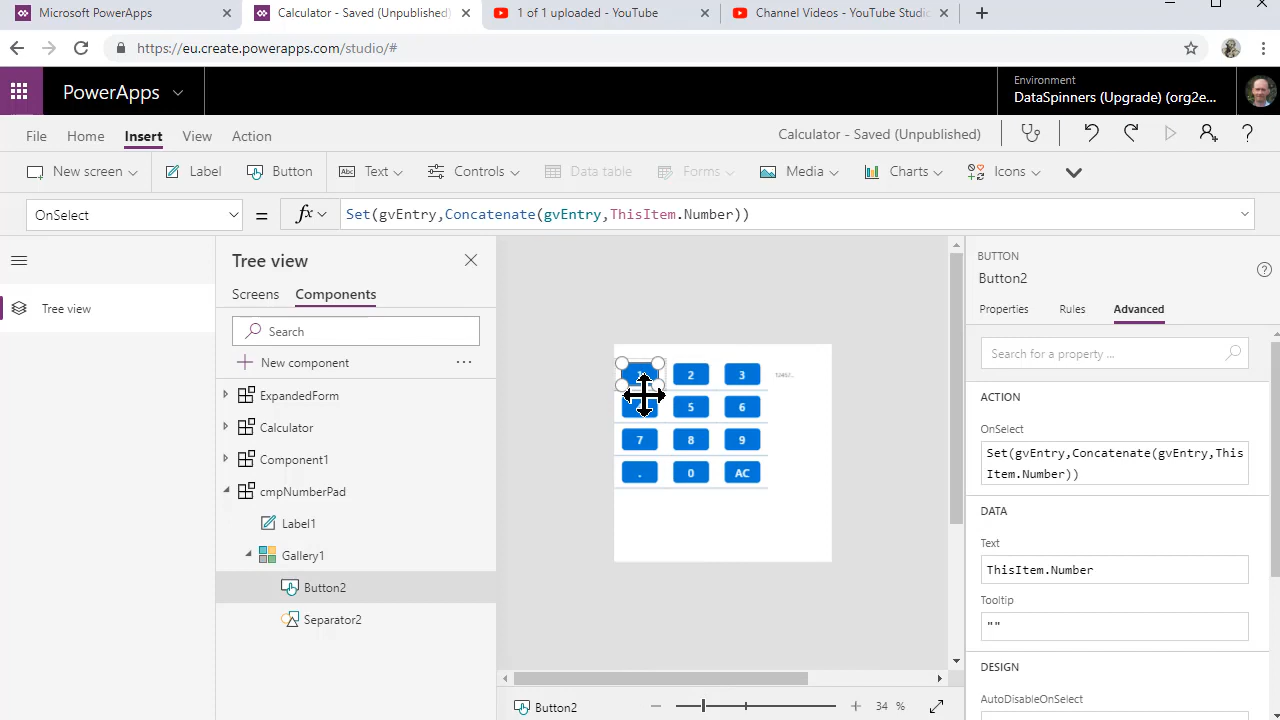 Microsoft PowerApps
Calculator - Saved (Unpublished)
1 of 1 uploaded - YouTube
Channel Videos - YouTube Studio
https://eu.create.powerapps.com/studio/#
PowerApps
Environment
DataSpinners (Upgrade) (org2e...
File Home Insert View Action
Calculator - Saved (Unpublished)
New screen Label Button Text Controls Data table Forms Media Charts Icons
OnSelect = fx Set(gvEntry,Concatenate(gvEntry,ThisItem.Number))
Tree view
Tree view
Screens Components
Search
New component ...
ExpandedForm
Calculator
Component1
cmpNumberPad
Label1
Gallery1
Button2
Separator2
1 2 3
5 6
7 8 9
. 0 AC
Button2
34 %
BUTTON
Button2
Properties Rules Advanced
Search for a property ...
ACTION
OnSelect
Set(gvEntry,Concatenate(gvEntry,This
Item.Number))
DATA
Text
ThisItem.Number
Tooltip
""
DESIGN
AutoDisableOnSelect